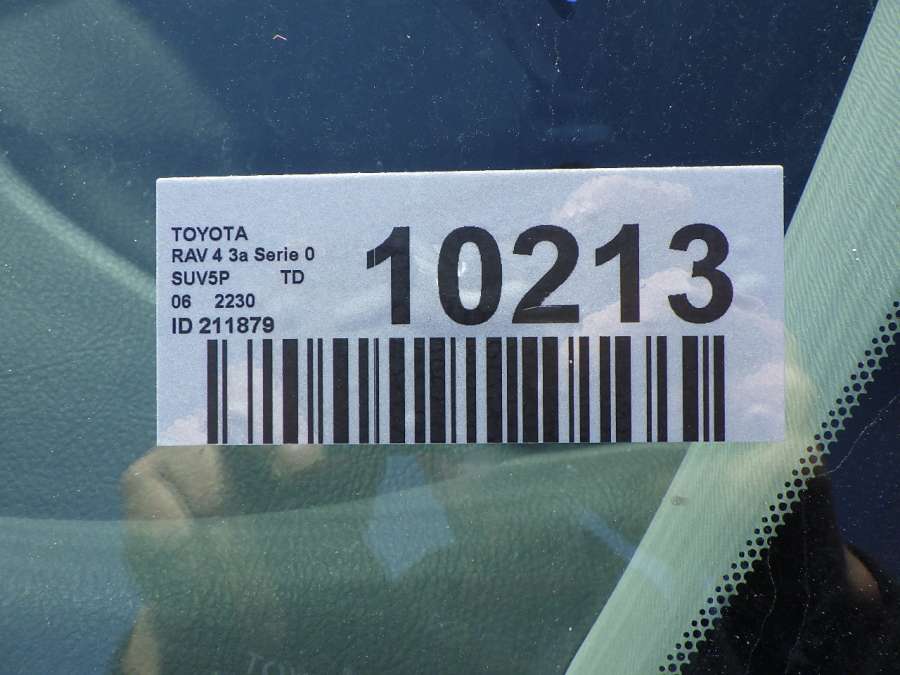 TOYOTA
RAV 4 3a Serie 0
SUV5P TD
06 2230
ID 211879
10213